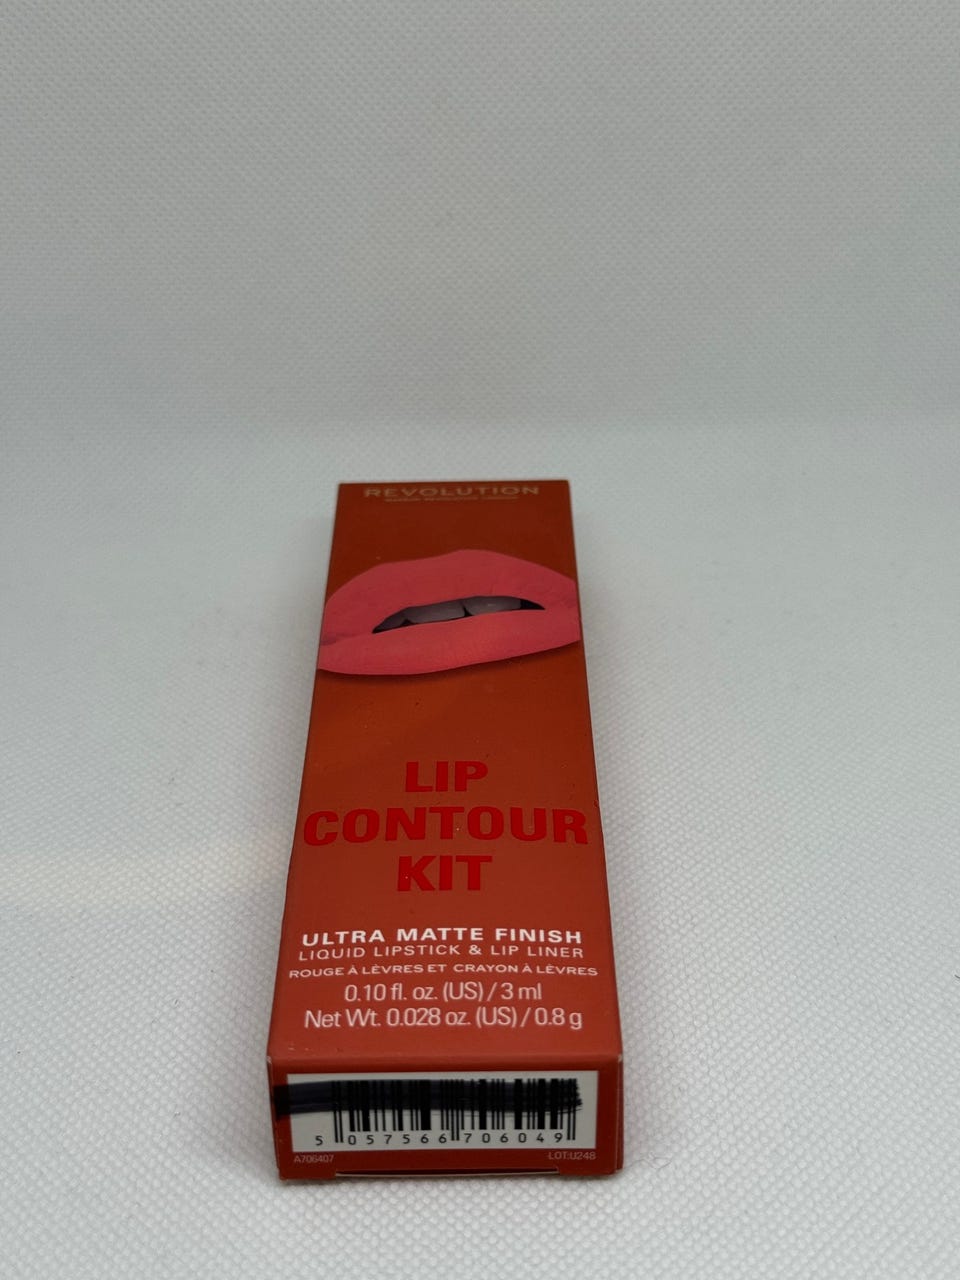 REVOLUTION
LIP
CONTOUR
KIT
ULTRA MATTE FINISH
LIQUID LIPSTICK & LIP LINER
ROUGE À LÈVRES ET CRAYON À LÈVRES
0.10 fl. oz. (US) / 3 ml
Net Wt. 0.028 oz. (US) / 0.8 g
5 057566 706049
A706407 LOT:U248